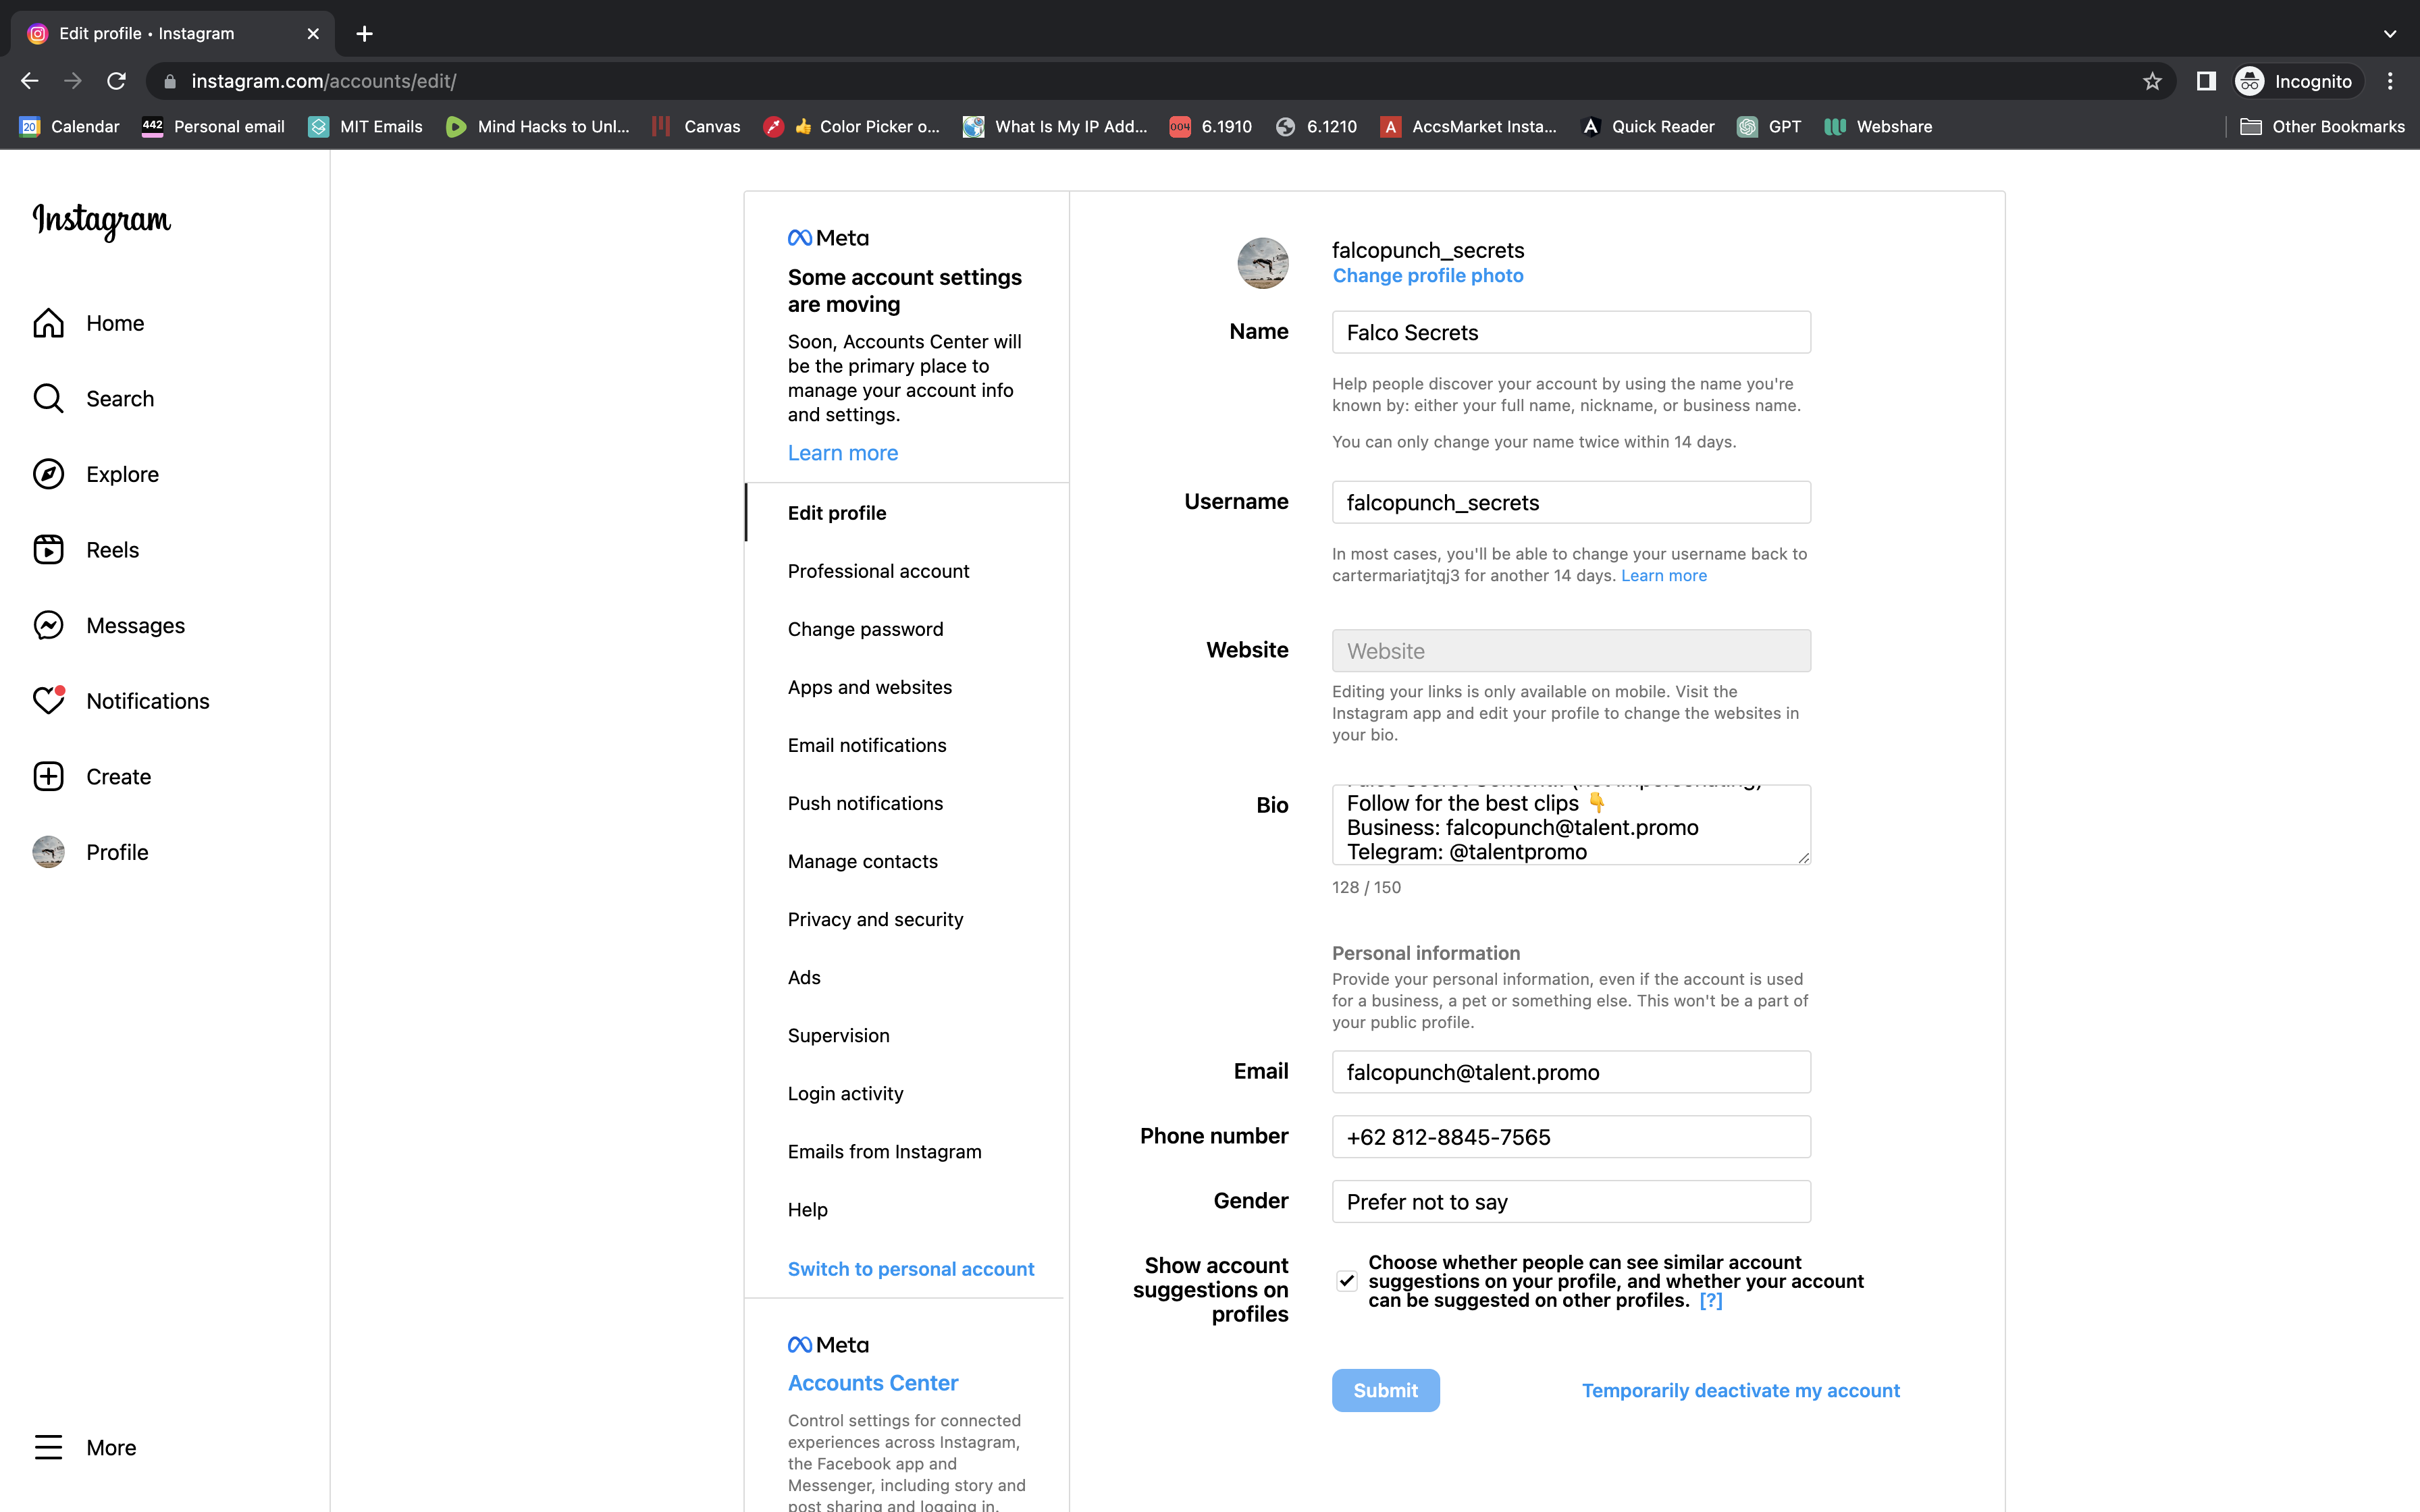 Edit profile • Instagram
instagram.com/accounts/edit/
Incognito
20 Calendar
442 Personal email
MIT Emails
Mind Hacks to Unl...
Canvas
👍 Color Picker o...
What Is My IP Add...
004 6.1910
6.1210
A AccsMarket Insta...
Quick Reader
GPT
Webshare
Other Bookmarks
Instagram
Home
Search
Explore
Reels
Messages
Notifications
Create
Profile
More
Meta
Some account settings
are moving
Soon, Accounts Center will
be the primary place to
manage your account info
and settings.
Learn more
Edit profile
Professional account
Change password
Apps and websites
Email notifications
Push notifications
Manage contacts
Privacy and security
Ads
Supervision
Login activity
Emails from Instagram
Help
Switch to personal account
Meta
Accounts Center
Control settings for connected
experiences across Instagram,
the Facebook app and
Messenger, including story and
post sharing and logging in.
falcopunch_secrets
Change profile photo
Name
Falco Secrets
Help people discover your account by using the name you're
known by: either your full name, nickname, or business name.
You can only change your name twice within 14 days.
Username
falcopunch_secrets
In most cases, you'll be able to change your username back to
cartermariatjtqj3 for another 14 days. Learn more
Website
Website
Editing your links is only available on mobile. Visit the
Instagram app and edit your profile to change the websites in
your bio.
Bio
Follow for the best clips 👇
Business: falcopunch@talent.promo
Telegram: @talentpromo
128 / 150
Personal information
Provide your personal information, even if the account is used
for a business, a pet or something else. This won't be a part of
your public profile.
Email
falcopunch@talent.promo
Phone number
+62 812-8845-7565
Gender
Prefer not to say
Show account
suggestions on
profiles
Choose whether people can see similar account
suggestions on your profile, and whether your account
can be suggested on other profiles. [?]
Submit
Temporarily deactivate my account